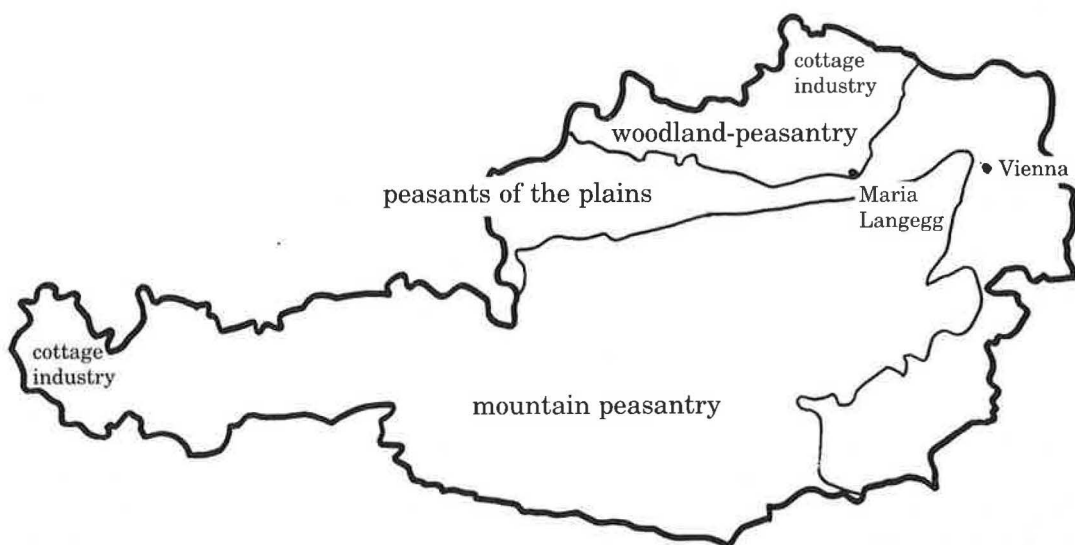 cottage
industry
woodland-peasantry
Vienna
peasants of the plains
Maria
Langegg
cottage
industry
mountain peasantry